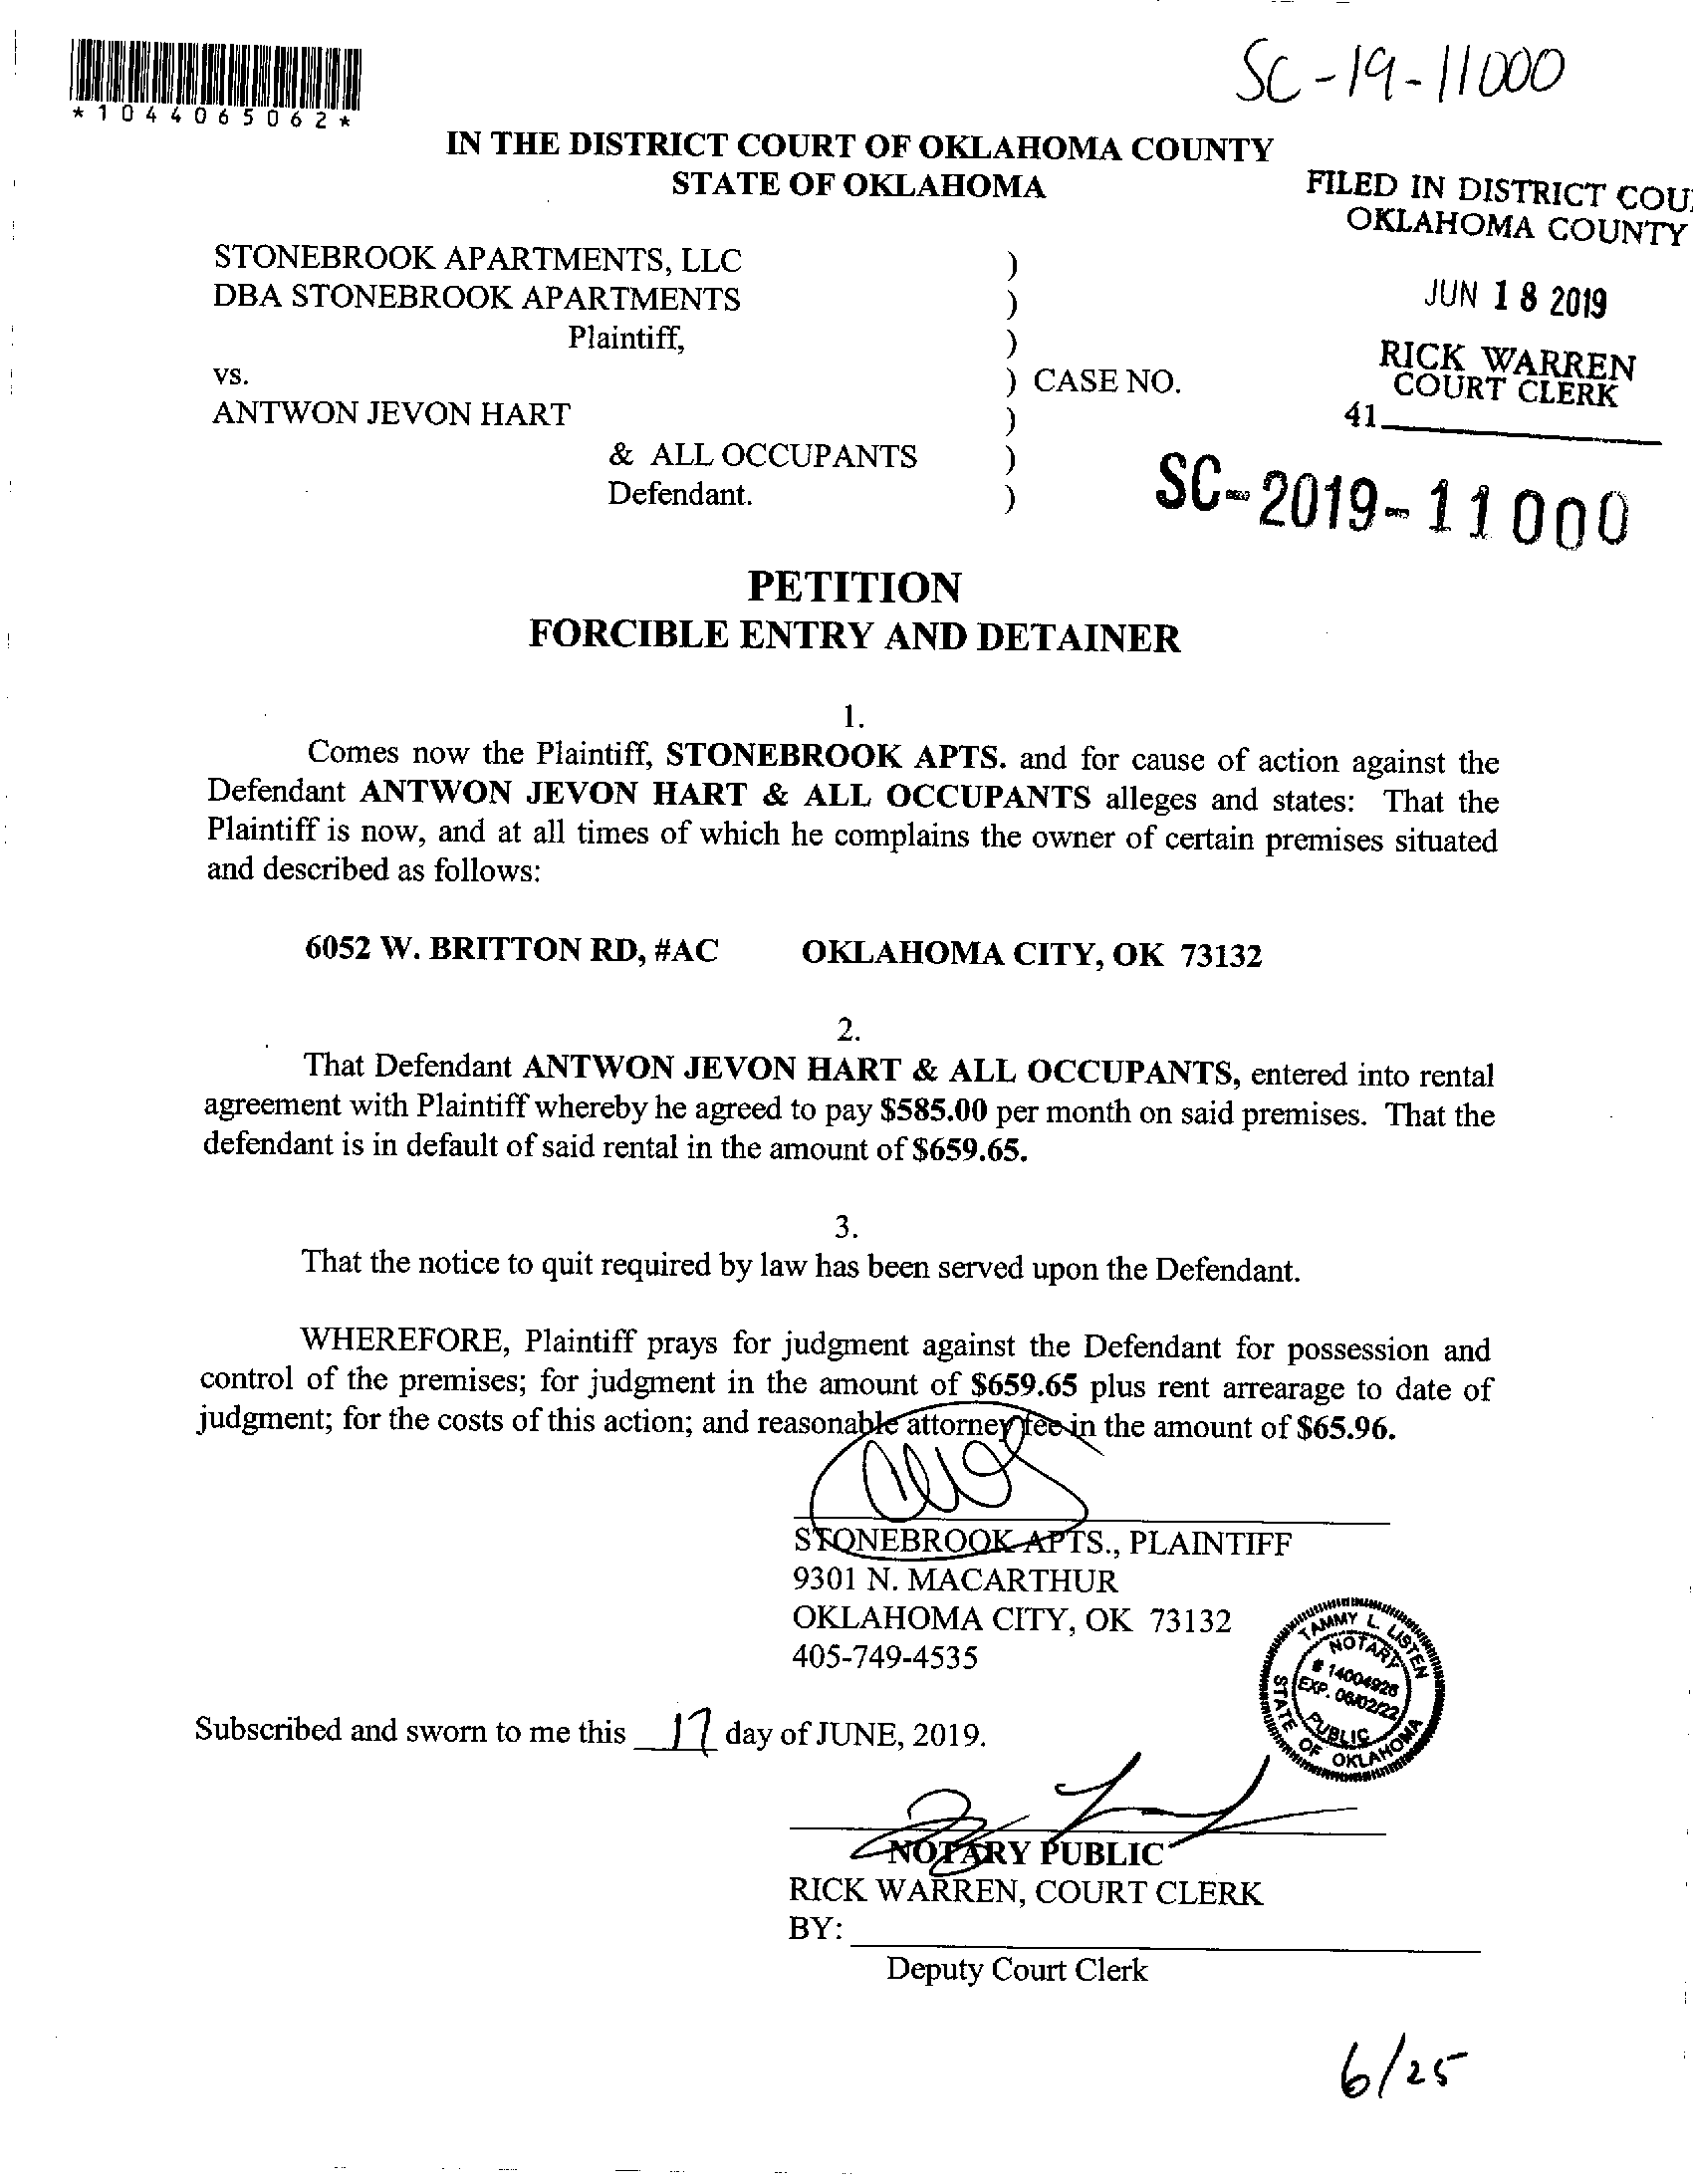 SC-19-11000
*1044065062*
IN THE DISTRICT COURT OF OKLAHOMA COUNTY
STATE OF OKLAHOMA
FILED IN DISTRICT COU
OKLAHOMA COUNTY
STONEBROOK APARTMENTS, LLC )
DBA STONEBROOK APARTMENTS )
JUN 18 2019
Plaintiff, )
RICK WARREN
COURT CLERK
vs. ) CASE NO.
ANTWON JEVON HART )
41
& ALL OCCUPANTS )
Defendant. )
SC-2019-11000
PETITION
FORCIBLE ENTRY AND DETAINER
1.
Comes now the Plaintiff, STONEBROOK APTS. and for cause of action against the
Defendant ANTWON JEVON HART & ALL OCCUPANTS alleges and states: That the
Plaintiff is now, and at all times of which he complains the owner of certain premises situated
and described as follows:
6052 W. BRITTON RD, #AC OKLAHOMA CITY, OK 73132
2.
That Defendant ANTWON JEVON HART & ALL OCCUPANTS, entered into rental
agreement with Plaintiff whereby he agreed to pay $585.00 per month on said premises. That the
defendant is in default of said rental in the amount of $659.65.
3.
That the notice to quit required by law has been served upon the Defendant.
WHEREFORE, Plaintiff prays for judgment against the Defendant for possession and
control of the premises; for judgment in the amount of $659.65 plus rent arrearage to date of
judgment; for the costs of this action; and reasonable attorney fee in the amount of $65.96.
STONEBROOK APTS., PLAINTIFF
9301 N. MACARTHUR
OKLAHOMA CITY, OK 73132
405-749-4535
TAMMY L. LISTEN
NOTARY
# 14004926
EXP. 06/02/22
PUBLIC
STATE OF OKLAHOMA
Subscribed and sworn to me this 17 day of JUNE, 2019.
NOTARY PUBLIC
RICK WARREN, COURT CLERK
BY:
Deputy Court Clerk
6/25